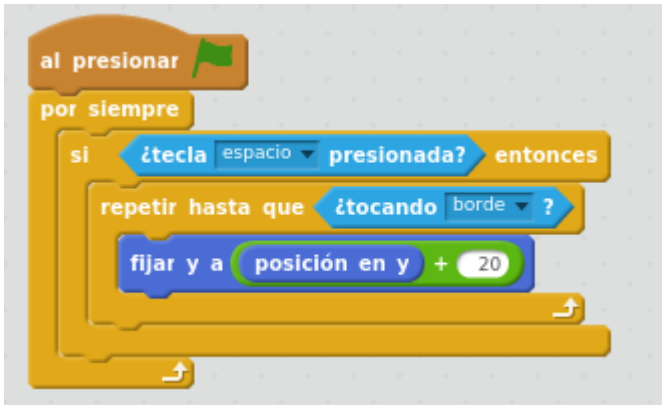 al presionar
por siempre
si ¿tecla espacio presionada? entonces
repetir hasta que ¿tocando borde ?
fijar y a posición en y + 20